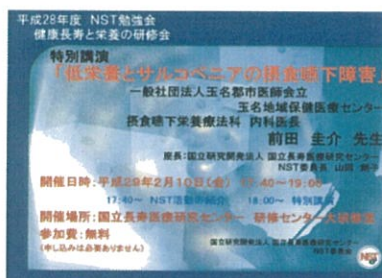 平成28年度 NST勉強会
健康長寿と栄養の研修会
特別講演
「低栄養とサルコペニアの摂食嚥下障害」
一般社団法人玉名郡市医師会立
玉名地域保健医療センター
摂食嚥下栄養療法科 内科医長
前田 圭介 先生
座長：国立研究開発法人 国立長寿医療研究センター
NST委員長 山岡 朗子
開催日時：平成29年2月10日(金) 17:40～19:00
17:40～ NST活動の紹介 18:00～ 特別講演
開催場所：国立長寿医療研究センター 研修センター大研修室
参加費：無料
(申し込みは必要ありません)
国立研究開発法人 国立長寿医療研究センター
NST委員会
NST